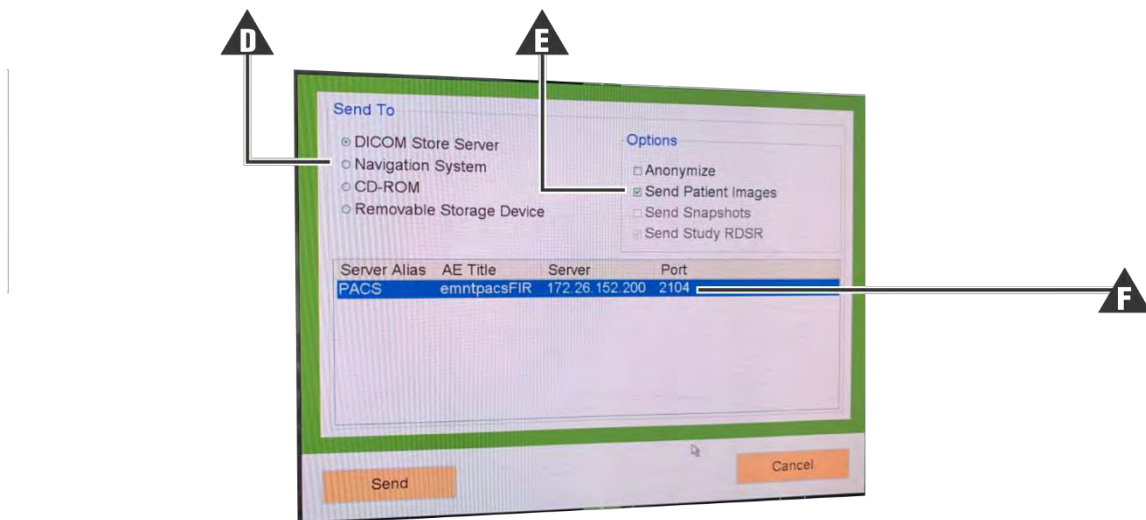 D
E
Send To
DICOM Store Server
Navigation System
CD-ROM
Removable Storage Device
Options
Anonymize
Send Patient Images
Send Snapshots
Send Study RDSR
Server Alias AE Title Server Port
PACS emntpacsFIR 172.26.152.200 2104
F
Send
Cancel